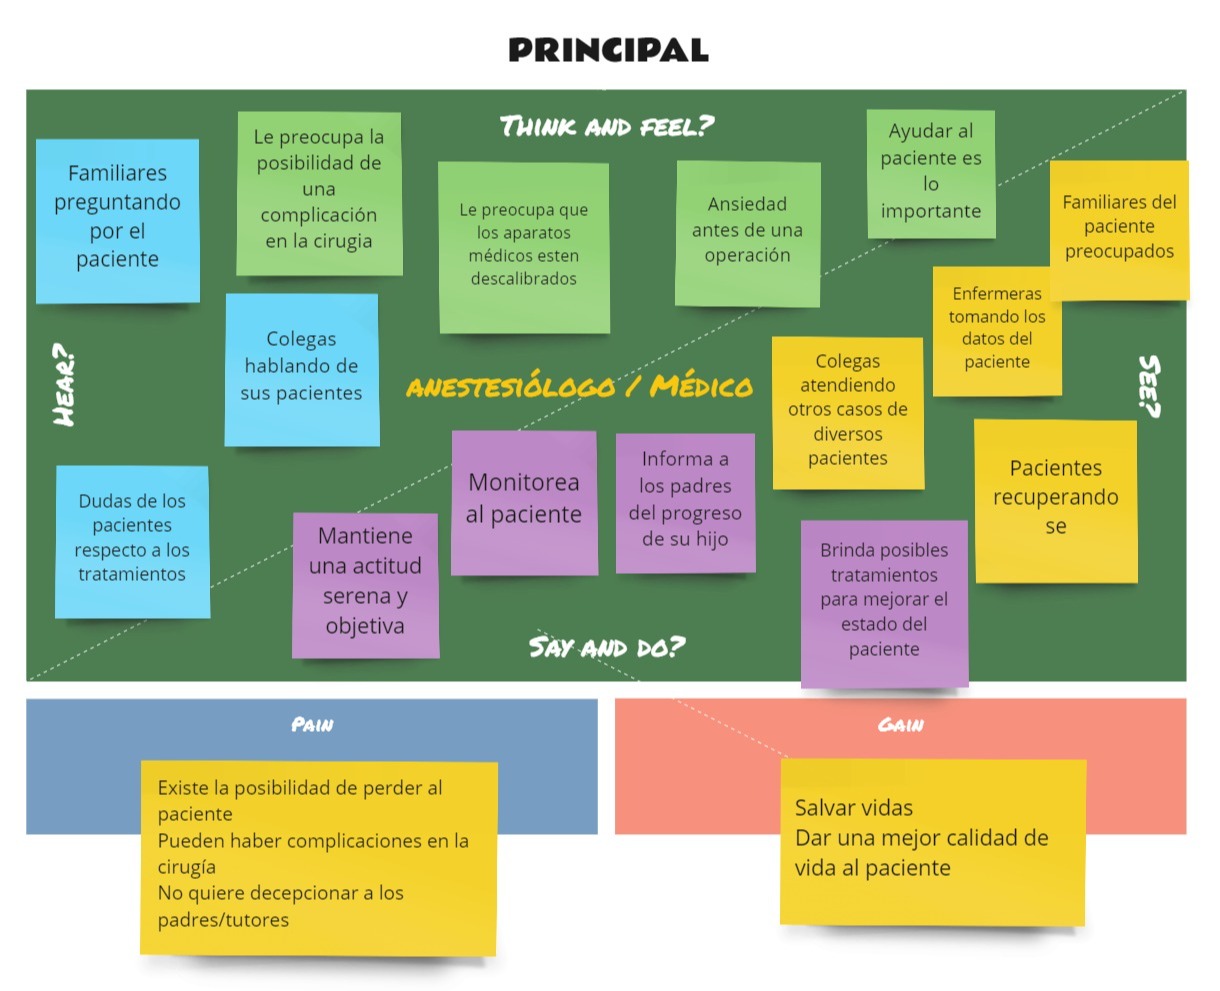 PRINCIPAL
THINK AND FEEL?
Familiares
preguntando
por el
paciente
Le preocupa la
posibilidad de
una
complicación
en la cirugia
Le preocupa que
los aparatos
médicos esten
descalibrados
Ansiedad
antes de una
operación
Ayudar al
paciente es
lo
importante
Familiares del
paciente
preocupados
Enfermeras
tomando los
datos del
paciente
HEAR?
Colegas
hablando de
sus pacientes
ANESTESIÓLOGO / MÉDICO
Colegas
atendiendo
otros casos de
diversos
pacientes
SEE?
Pacientes
recuperando
se
Dudas de los
pacientes
respecto a los
tratamientos
Mantiene
una actitud
serena y
objetiva
Monitorea
al paciente
Informa a
los padres
del progreso
de su hijo
Brinda posibles
tratamientos
para mejorar el
estado del
paciente
SAY AND DO?
PAIN
Existe la posibilidad de perder al
paciente
Pueden haber complicaciones en la
cirugía
No quiere decepcionar a los
padres/tutores
GAIN
Salvar vidas
Dar una mejor calidad de
vida al paciente